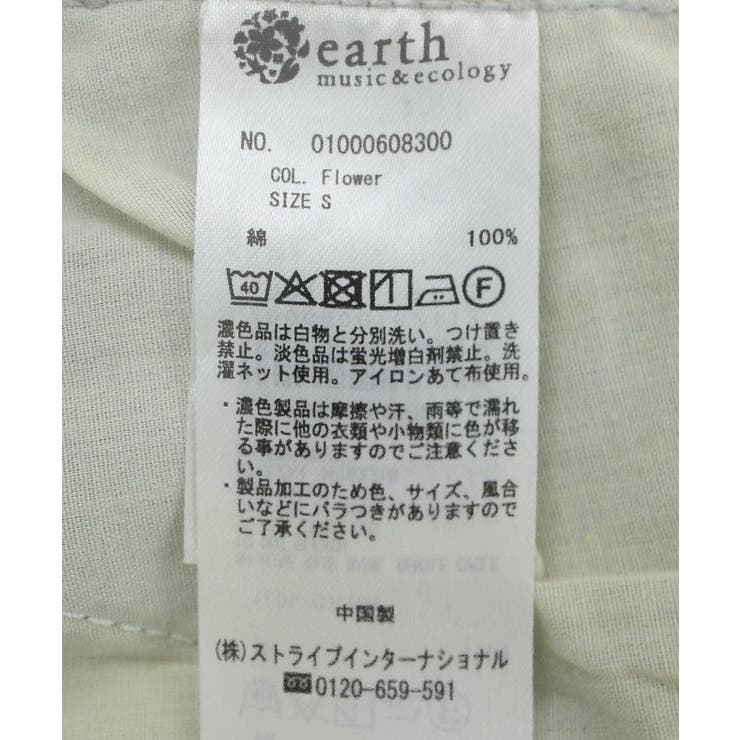 earth
music&ecology
NO. 01000608300
COL. Flower
SIZE S
綿 100%
40 F
濃色品は白物と分別洗い。つけ置き
禁止。淡色品は蛍光増白剤禁止。洗
濯ネット使用。アイロンあて布使用。
・濃色製品は摩擦や汗、雨等で濡れ
た際に他の衣類や小物類に色が移
る事がありますのでご注意くださ
い。
・製品加工のため色、サイズ、風合
いなどにバラつきがありますので
ご了承ください。
中国製
(株)ストライプインターナショナル
0120-659-591